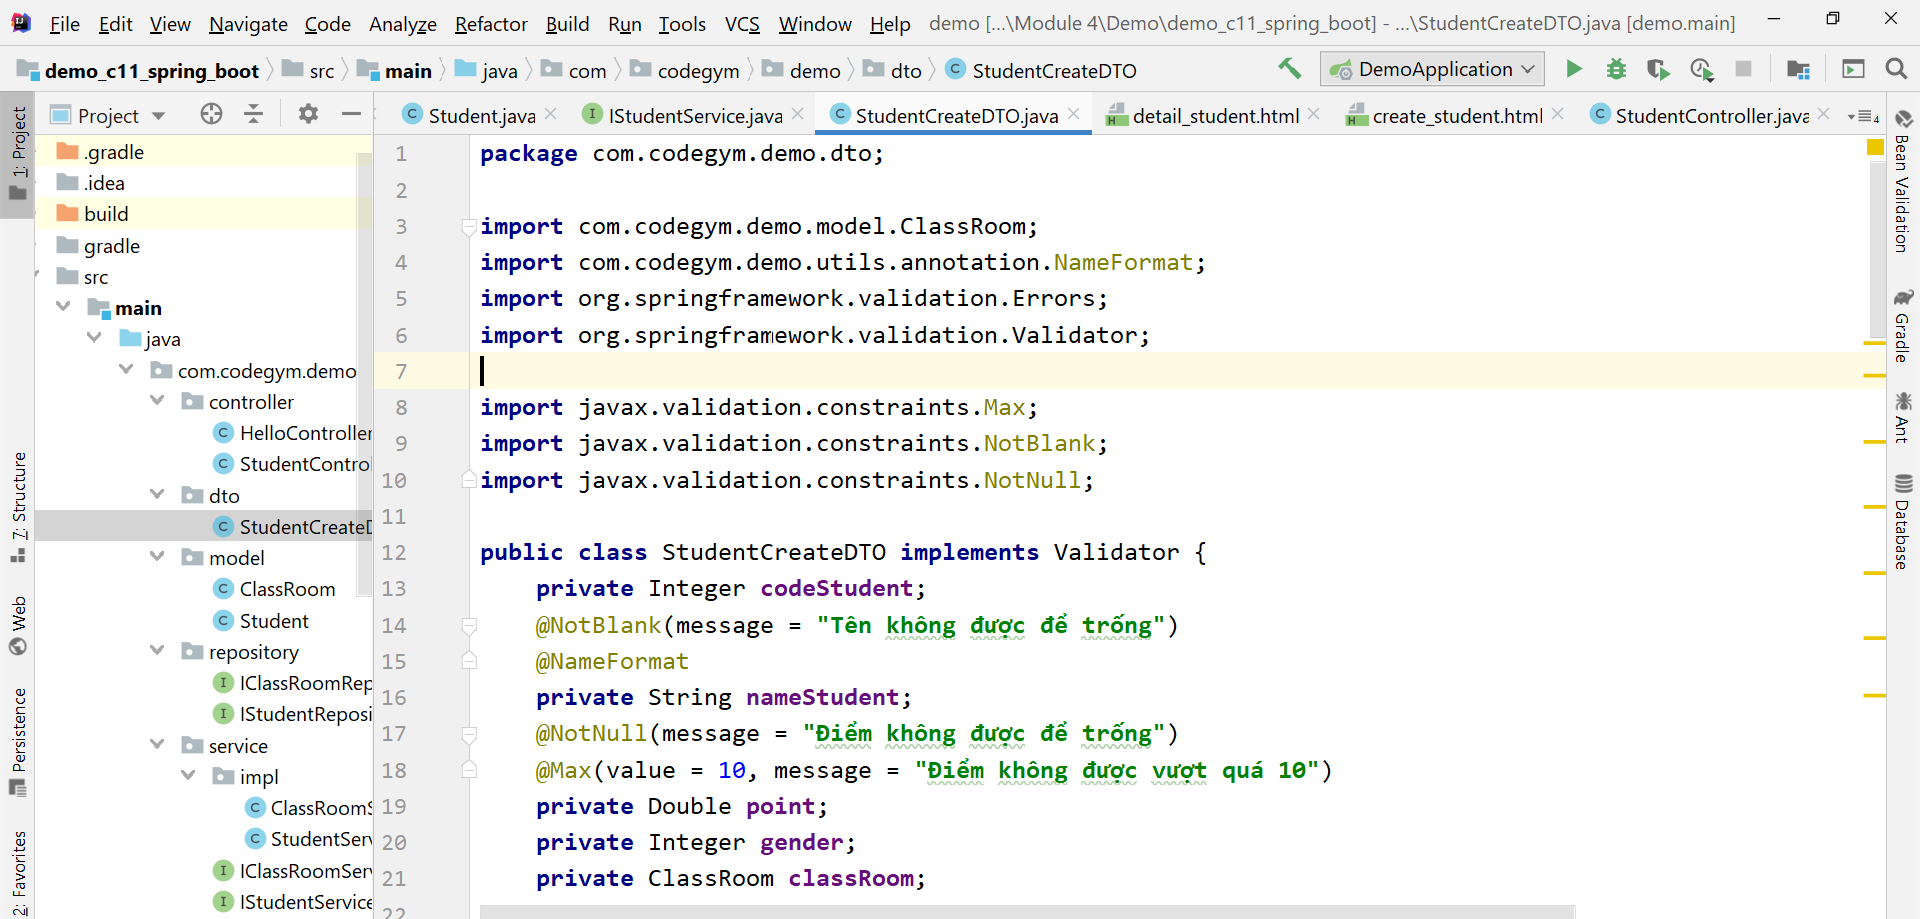 File Edit View Navigate Code Analyze Refactor Build Run Tools VCS Window Help demo [...\Module 4\Demo\demo_c11_spring_boot] - ...\StudentCreateDTO.java [demo.main]
demo_c11_spring_boot src main java com codegym demo dto StudentCreateDTO DemoApplication
Project Student.java IStudentService.java StudentCreateDTO.java detail_student.html create_student.html StudentController.java 4
1: Project
7: Structure
Web
Persistence
2: Favorites
.gradle
.idea
build
gradle
src
main
java
com.codegym.demo
controller
HelloController
StudentContro
dto
StudentCreateD
model
ClassRoom
Student
repository
IClassRoomRep
IStudentReposi
service
impl
ClassRoomS
StudentServ
IClassRoomServ
IStudentService
1 package com.codegym.demo.dto;
2
3 import com.codegym.demo.model.ClassRoom;
4 import com.codegym.demo.utils.annotation.NameFormat;
5 import org.springframework.validation.Errors;
6 import org.springframework.validation.Validator;
7
8 import javax.validation.constraints.Max;
9 import javax.validation.constraints.NotBlank;
10 import javax.validation.constraints.NotNull;
11
12 public class StudentCreateDTO implements Validator {
13 private Integer codeStudent;
14 @NotBlank(message = "Tên không được để trống")
15 @NameFormat
16 private String nameStudent;
17 @NotNull(message = "Điểm không được để trống")
18 @Max(value = 10, message = "Điểm không được vượt quá 10")
19 private Double point;
20 private Integer gender;
21 private ClassRoom classRoom;
22
Bean Validation
Gradle
Ant
Database